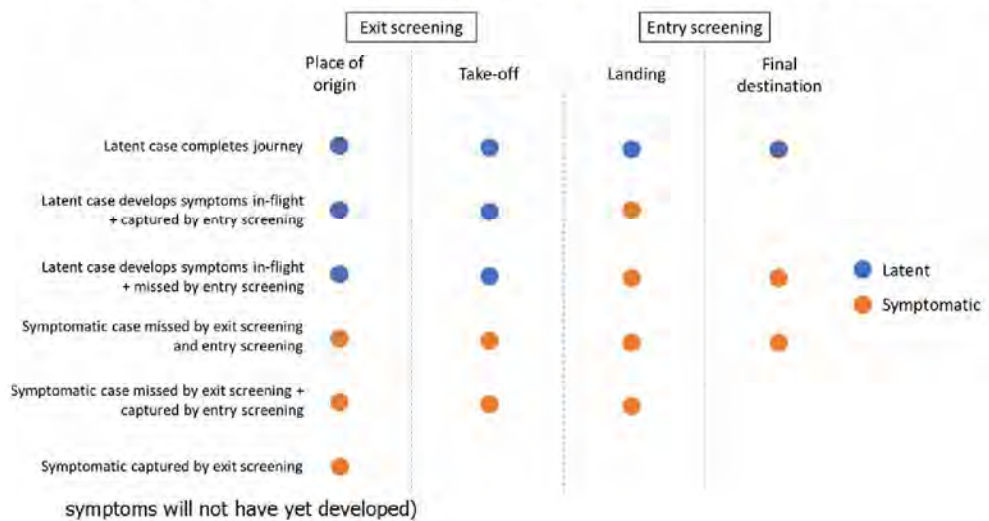 Exit screening
Entry screening
Place of
origin
Take-off
Landing
Final
destination
Latent case completes journey
Latent case develops symptoms in-flight
+ captured by entry screening
Latent case develops symptoms in-flight
+ missed by entry screening
Symptomatic case missed by exit screening
and entry screening
Symptomatic case missed by exit screening +
captured by entry screening
Symptomatic captured by exit screening
Latent
Symptomatic
symptoms will not have yet developed)